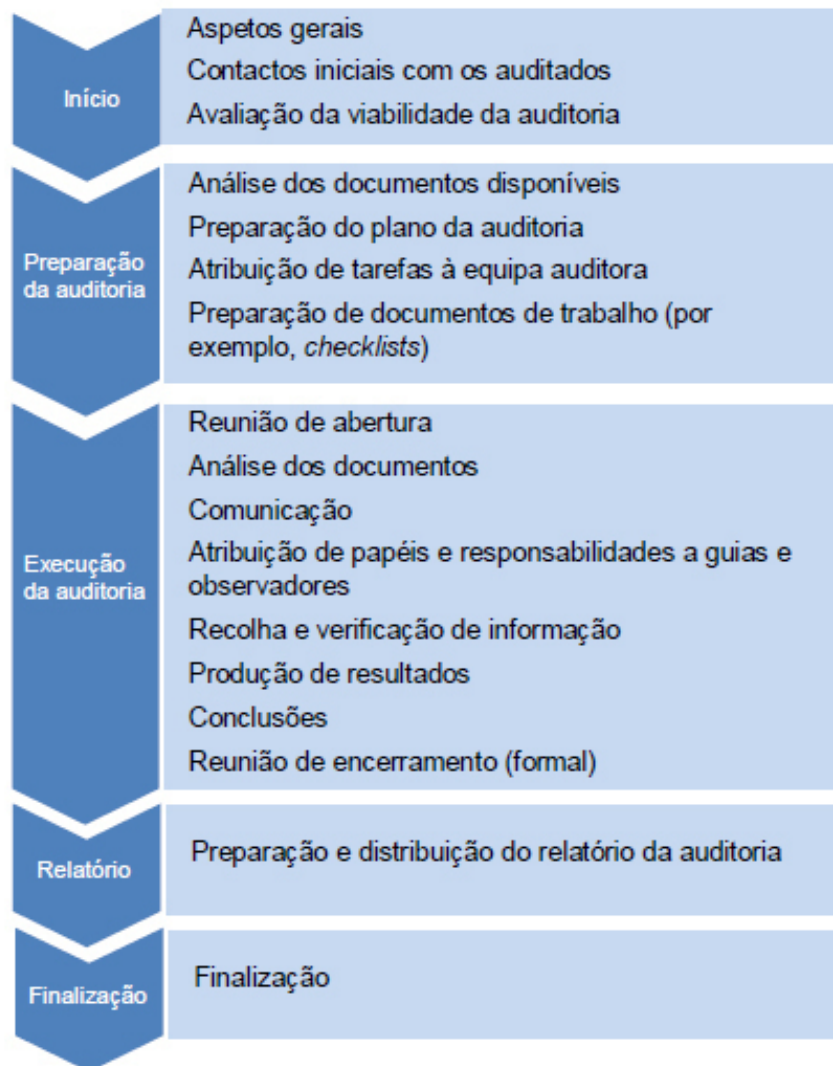 Início
Aspetos gerais
Contactos iniciais com os auditados
Avaliação da viabilidade da auditoria
Preparação
da auditoria
Análise dos documentos disponíveis
Preparação do plano da auditoria
Atribuição de tarefas à equipa auditora
Preparação de documentos de trabalho (por
exemplo, checklists)
Execução
da auditoria
Reunião de abertura
Análise dos documentos
Comunicação
Atribuição de papéis e responsabilidades a guias e
observadores
Recolha e verificação de informação
Produção de resultados
Conclusões
Reunião de encerramento (formal)
Relatório
Preparação e distribuição do relatório da auditoria
Finalização
Finalização